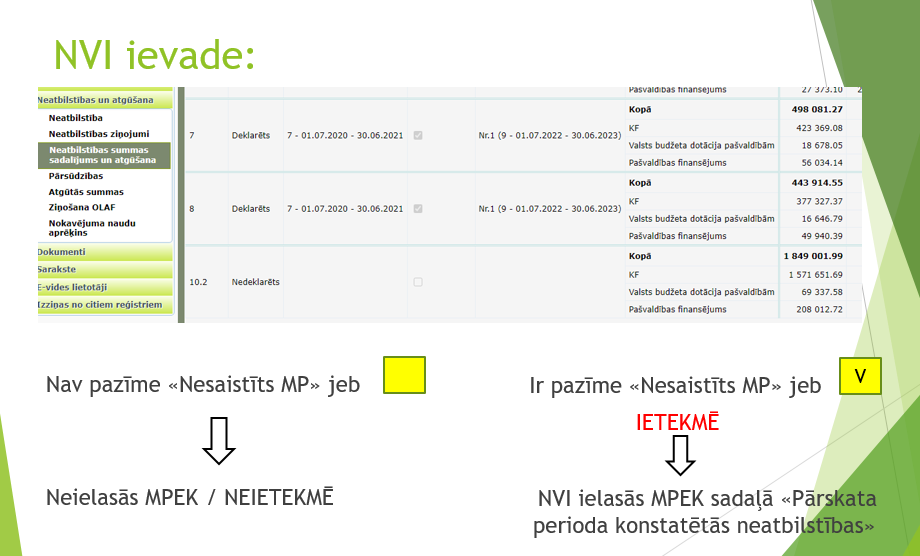 NVI ievade:
Neatbilstības un atgūšana
Neatbilstība
Neatbilstības ziņojumi
Neatbilstības summas
sadalījums un atgūšana
Pārsūdzības
Atgūtās summas
Ziņošana OLAF
Nokavējuma naudu
aprēķins
Dokumenti
Sarakste
E-vides lietotāji
Izziņas no citiem reģistriem
Pašvaldības finansējums 27 373.10 2
Kopā 498 081.27
7 Deklarēts 7 - 01.07.2020 - 30.06.2021 Nr.1 (9 - 01.07.2022 - 30.06.2023)
KF 423 369.08
Valsts budžeta dotācija pašvaldībām 18 678.05
Pašvaldības finansējums 56 034.14
Kopā 443 914.55
8 Deklarēts 7 - 01.07.2020 - 30.06.2021 Nr.1 (9 - 01.07.2022 - 30.06.2023)
KF 377 327.37
Valsts budžeta dotācija pašvaldībām 16 646.79
Pašvaldības finansējums 49 940.39
Kopā 1 849 001.99
10.2 Nedeklarēts
KF 1 571 651.69
Valsts budžeta dotācija pašvaldībām 69 337.58
Pašvaldības finansējums 208 012.72
Nav pazīme «Nesaistīts MP» jeb
Neielasās MPEK / NEIETEKMĒ
Ir pazīme «Nesaistīts MP» jeb V
IETEKMĒ
NVI ielasās MPEK sadaļā «Pārskata
perioda konstatētās neatbilstības»